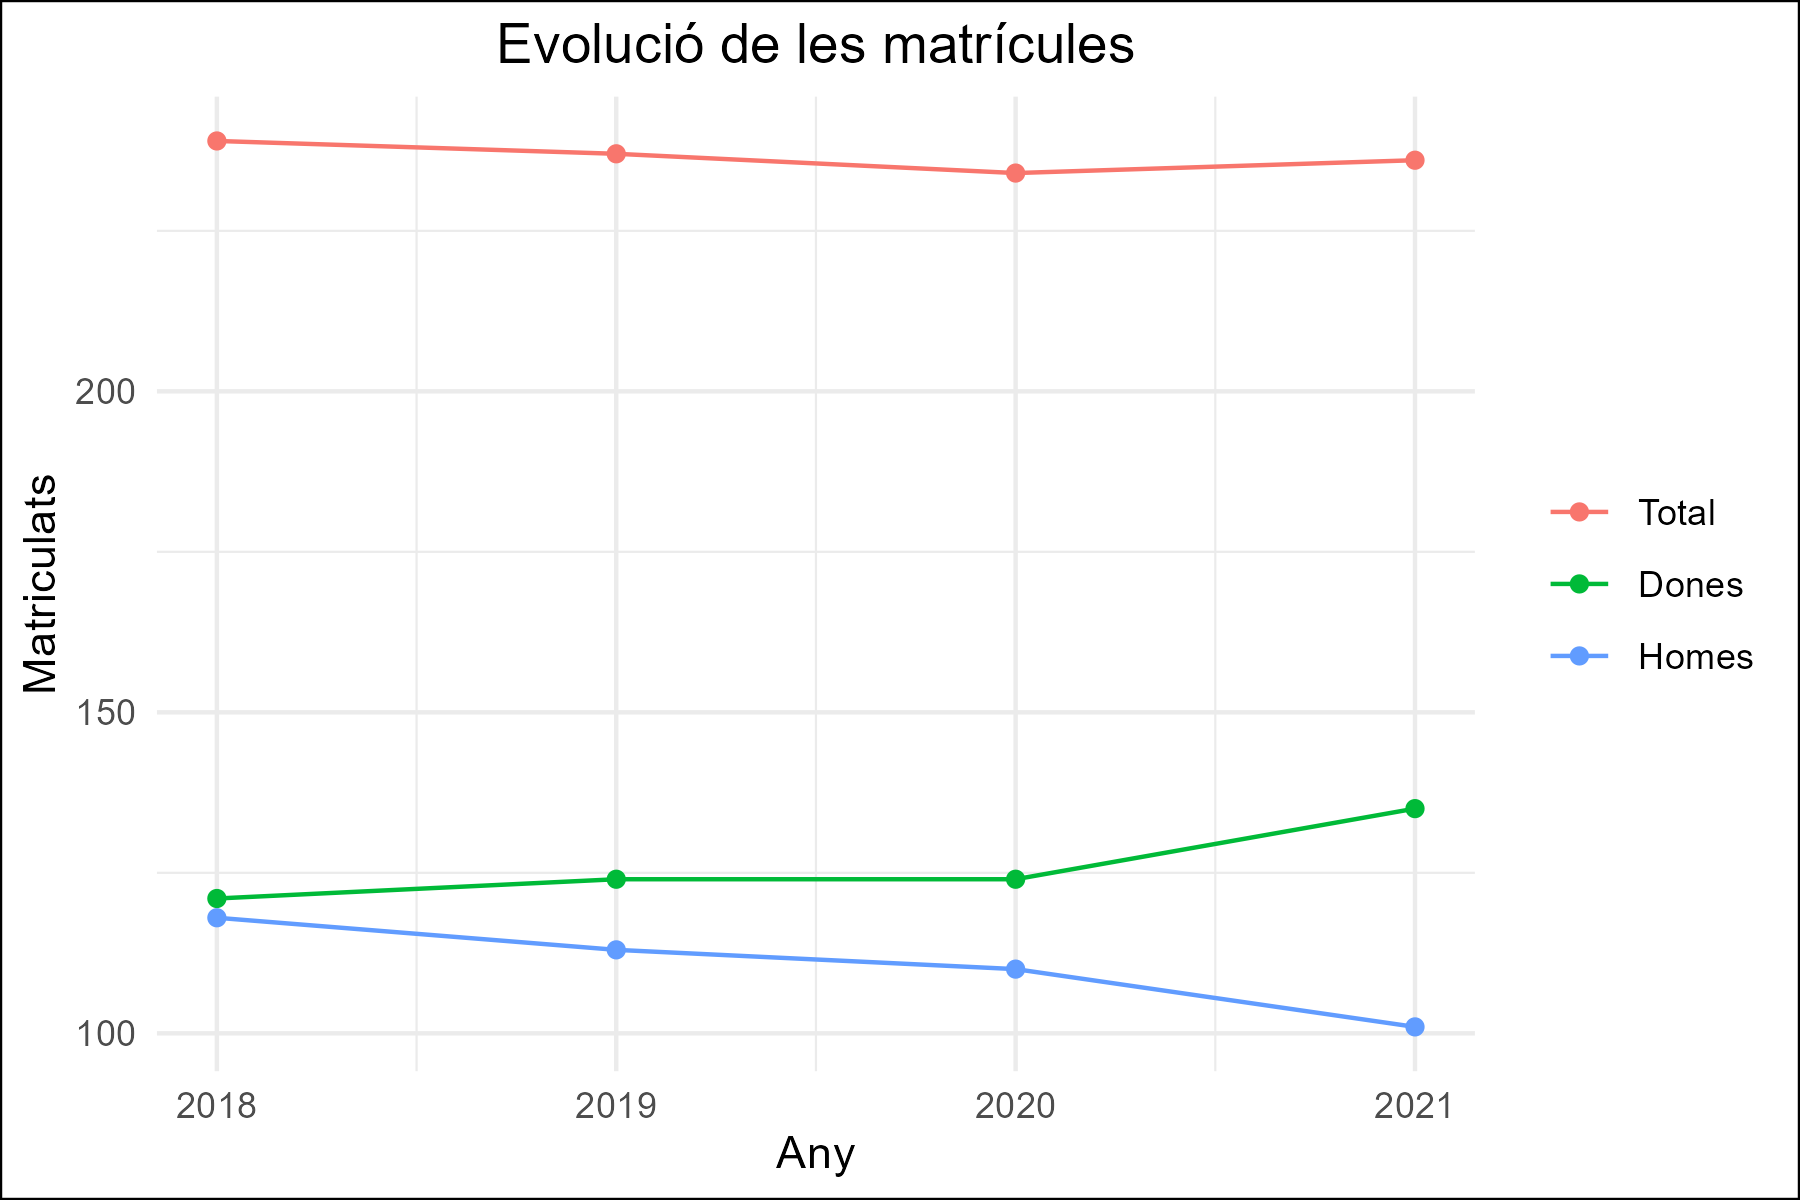 Evolució de les matrícules
Matriculats
200
150
100
2018
2019
2020
2021
Any
Total
Dones
Homes